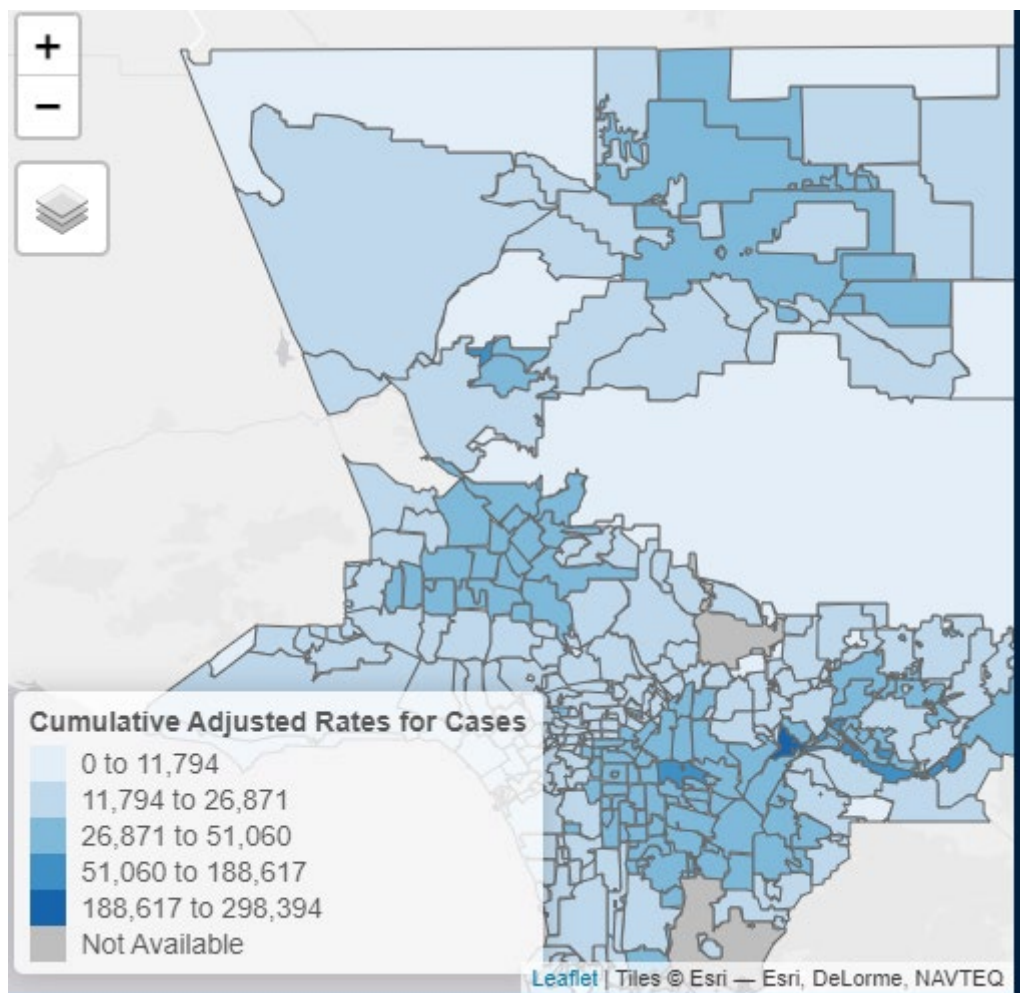 +
−
Cumulative Adjusted Rates for Cases
0 to 11,794
11,794 to 26,871
26,871 to 51,060
51,060 to 188,617
188,617 to 298,394
Not Available
Leaflet | Tiles © Esri — Esri, DeLorme, NAVTEQ